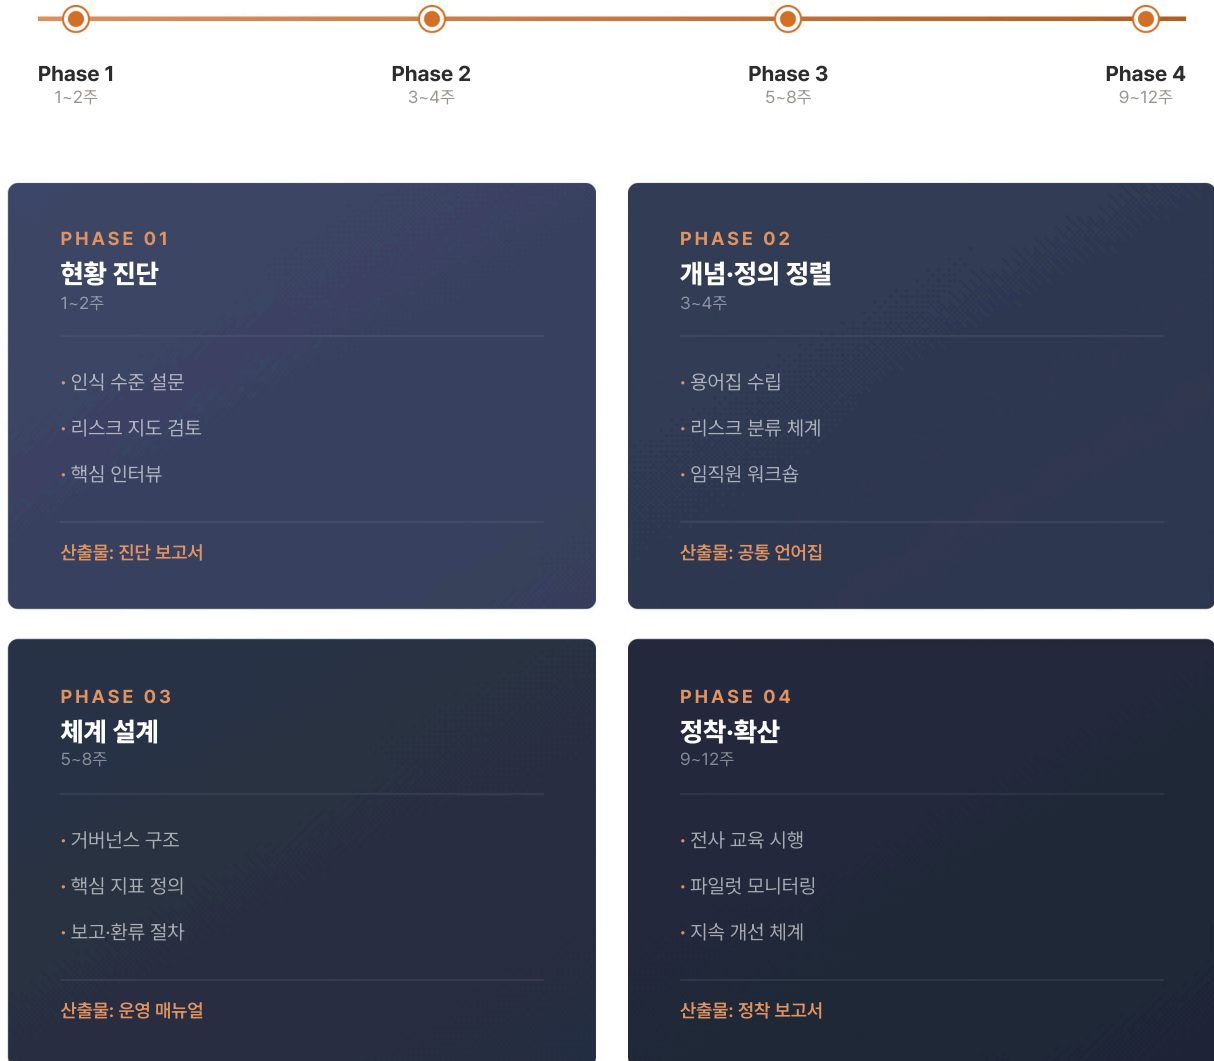 Phase 1
1~2주
Phase 2
3~4주
Phase 3
5~8주
Phase 4
9~12주
PHASE 01
현황 진단
1~2주
· 인식 수준 설문
· 리스크 지도 검토
· 핵심 인터뷰
산출물: 진단 보고서
PHASE 02
개념·정의 정렬
3~4주
· 용어집 수립
· 리스크 분류 체계
· 임직원 워크숍
산출물: 공통 언어집
PHASE 03
체계 설계
5~8주
· 거버넌스 구조
· 핵심 지표 정의
· 보고·환류 절차
산출물: 운영 매뉴얼
PHASE 04
정착·확산
9~12주
· 전사 교육 시행
· 파일럿 모니터링
· 지속 개선 체계
산출물: 정착 보고서